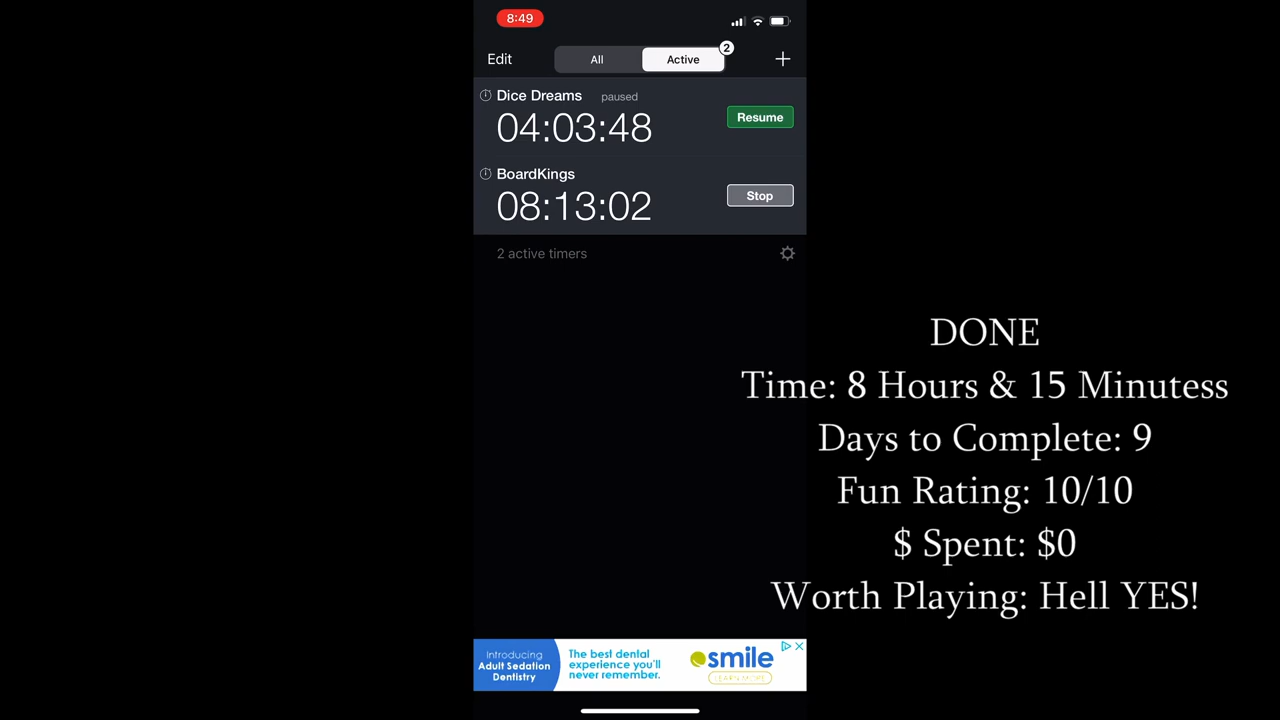 8:49
Edit
All
Active
2
Dice Dreams paused
04:03:48
Resume
BoardKings
08:13:02
Stop
2 active timers
DONE
Time: 8 Hours & 15 Minutess
Days to Complete: 9
Fun Rating: 10/10
$ Spent: $0
Worth Playing: Hell YES!
Introducing
Adult Sedation
Dentistry
The best dental
experience you'll
never remember.
smile
LEARN MORE